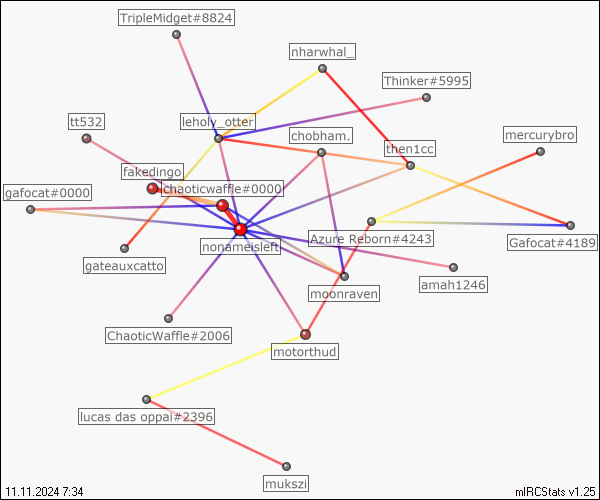 TripleMidget#8824
nharwhal_
Thinker#5995
tt532
leholy_otter
chobham.
mercurybro
then1cc
fakedingo
chaoticwaffle#0000
gafocat#0000
Azure Reborn#4243
Gafocat#4189
nonameisleft
gateauxcatto
amah1246
moonraven
ChaoticWaffle#2006
motorthud
lucas das oppai#2396
mukszi
11.11.2024 7:34
mIRCStats v1.25